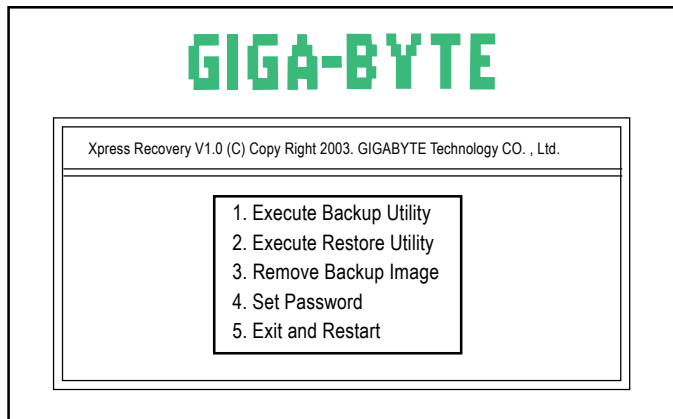 GIGA-BYTE
Xpress Recovery V1.0 (C) Copy Right 2003. GIGABYTE Technology CO. , Ltd.
1. Execute Backup Utility
2. Execute Restore Utility
3. Remove Backup Image
4. Set Password
5. Exit and Restart